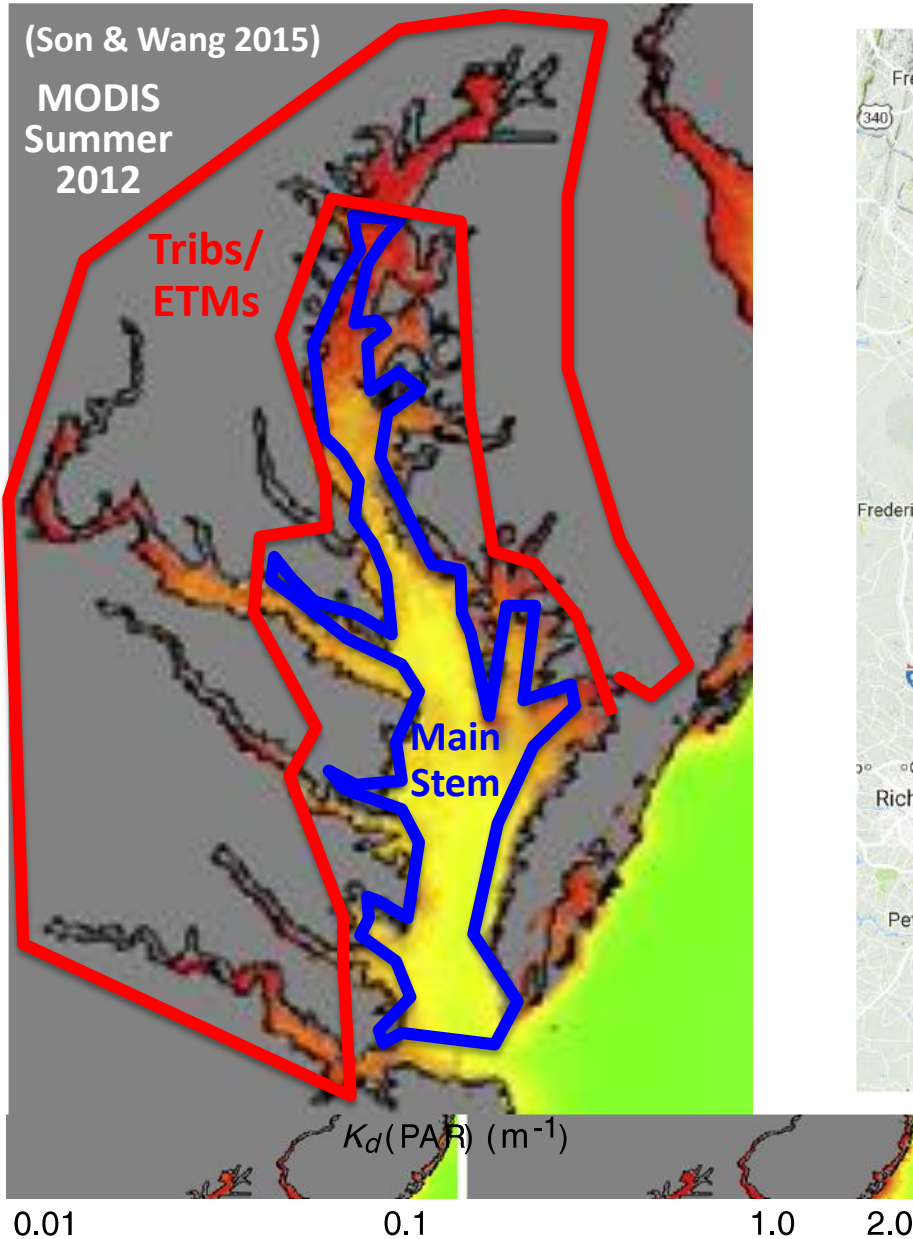 (Son & Wang 2015)
MODIS
Summer
2012
Tribs/
ETMs
Main
Stem
Kd(PAR) (m-1)
0.01 0.1 1.0 2.0
340